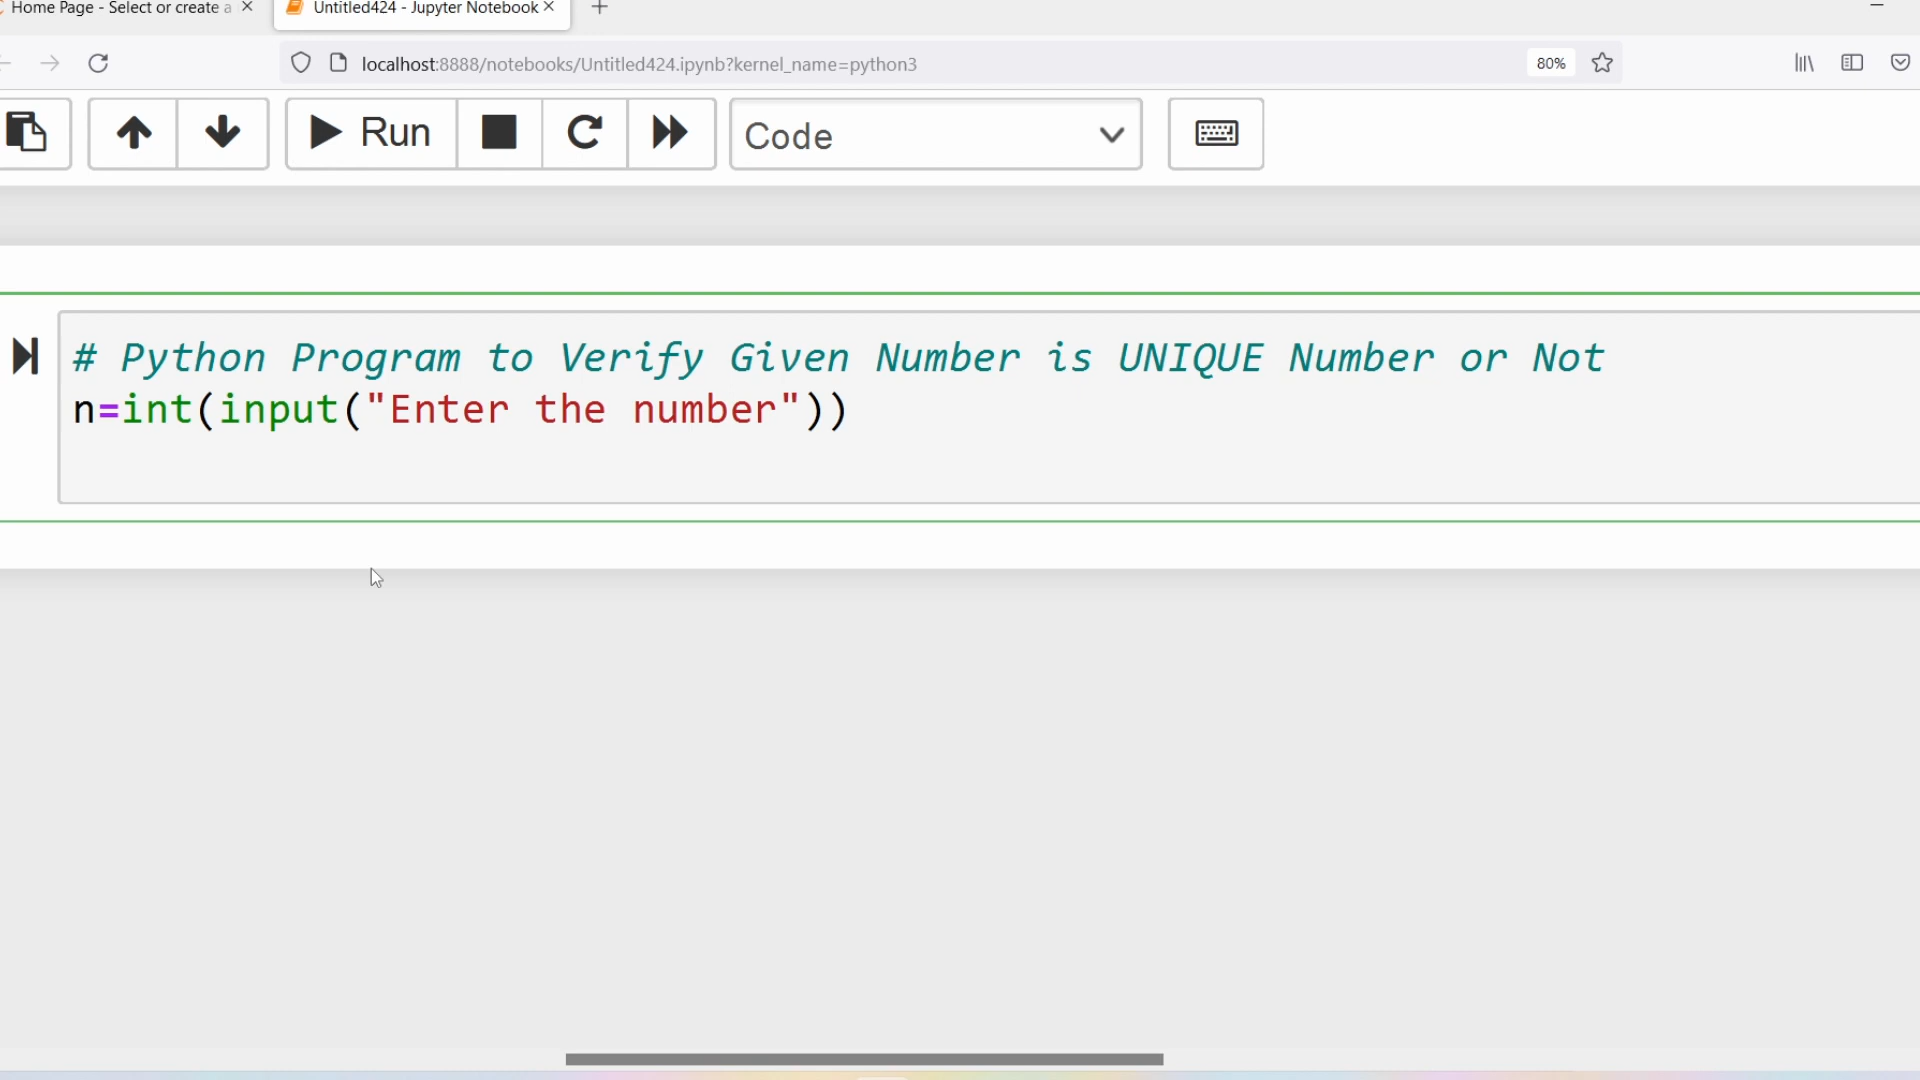 Home Page - Select or create a
Untitled424 - Jupyter Notebook
localhost:8888/notebooks/Untitled424.ipynb?kernel_name=python3
80%
Run
Code
# Python Program to Verify Given Number is UNIQUE Number or Not
n=int(input("Enter the number"))